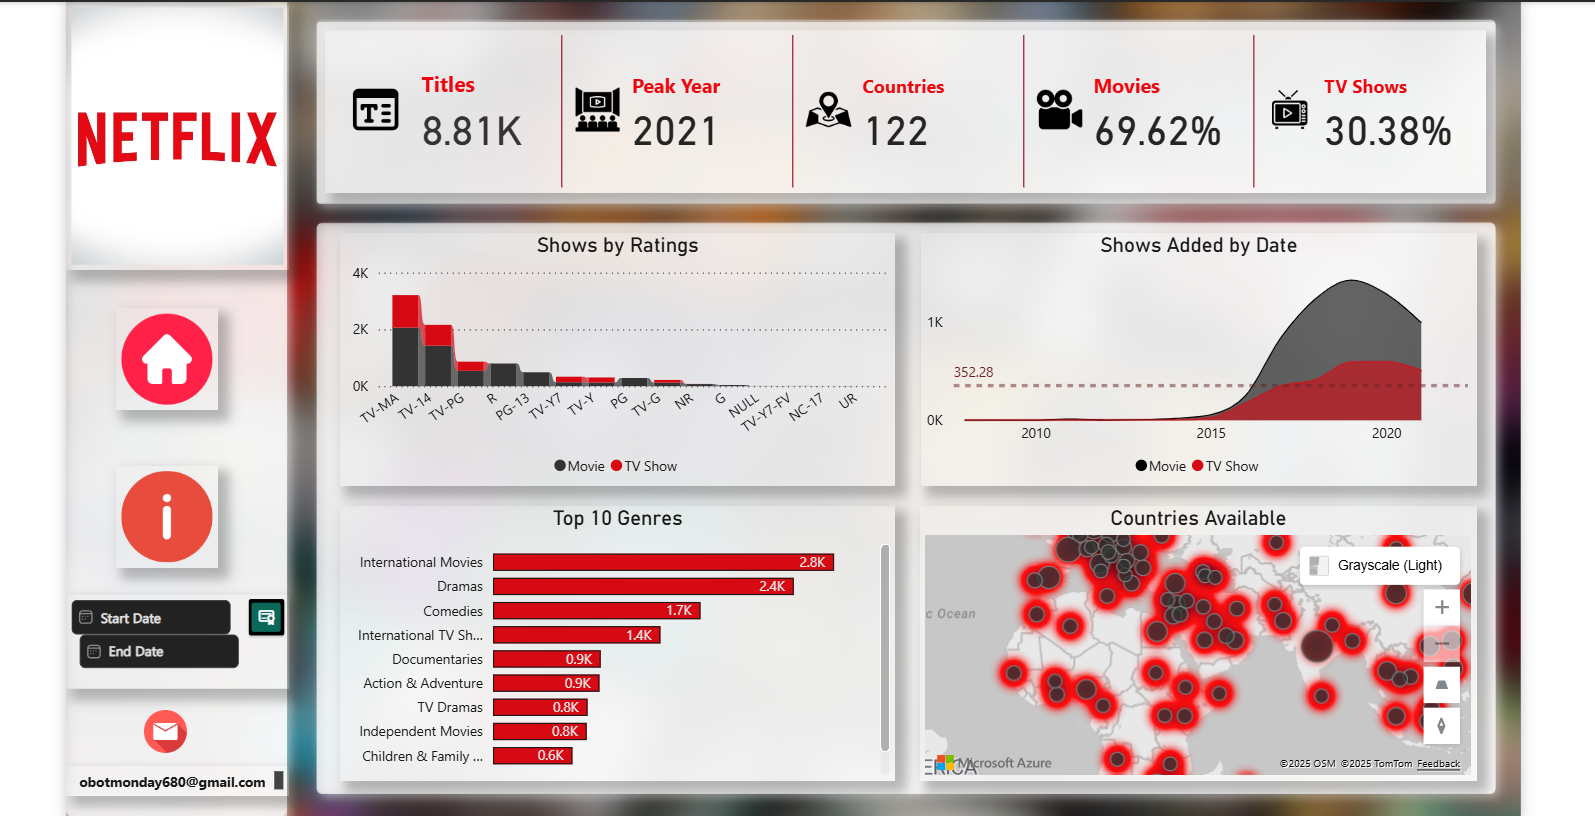 NETFLIX
Titles
8.81K
Peak Year
2021
Countries
122
Movies
69.62%
TV Shows
30.38%
Shows by Ratings
4K
2K
0K
TV-MA
TV-14
TV-PG
R
PG-13
TV-Y7
TV-Y
PG
TV-G
NR
G
NULL
TV-Y7-FV
NC-17
UR
Movie TV Show
Shows Added by Date
1K
352.28
0K
2010 2015 2020
Movie TV Show
Start Date
End Date
obotmonday680@gmail.com
Top 10 Genres
International Movies 2.8K
Dramas 2.4K
Comedies 1.7K
International TV Sh... 1.4K
Documentaries 0.9K
Action & Adventure 0.9K
TV Dramas 0.8K
Independent Movies 0.8K
Children & Family ... 0.6K
Countries Available
Grayscale (Light)
c Ocean
ERICA
Microsoft Azure
©2025 OSM ©2025 TomTom Feedback